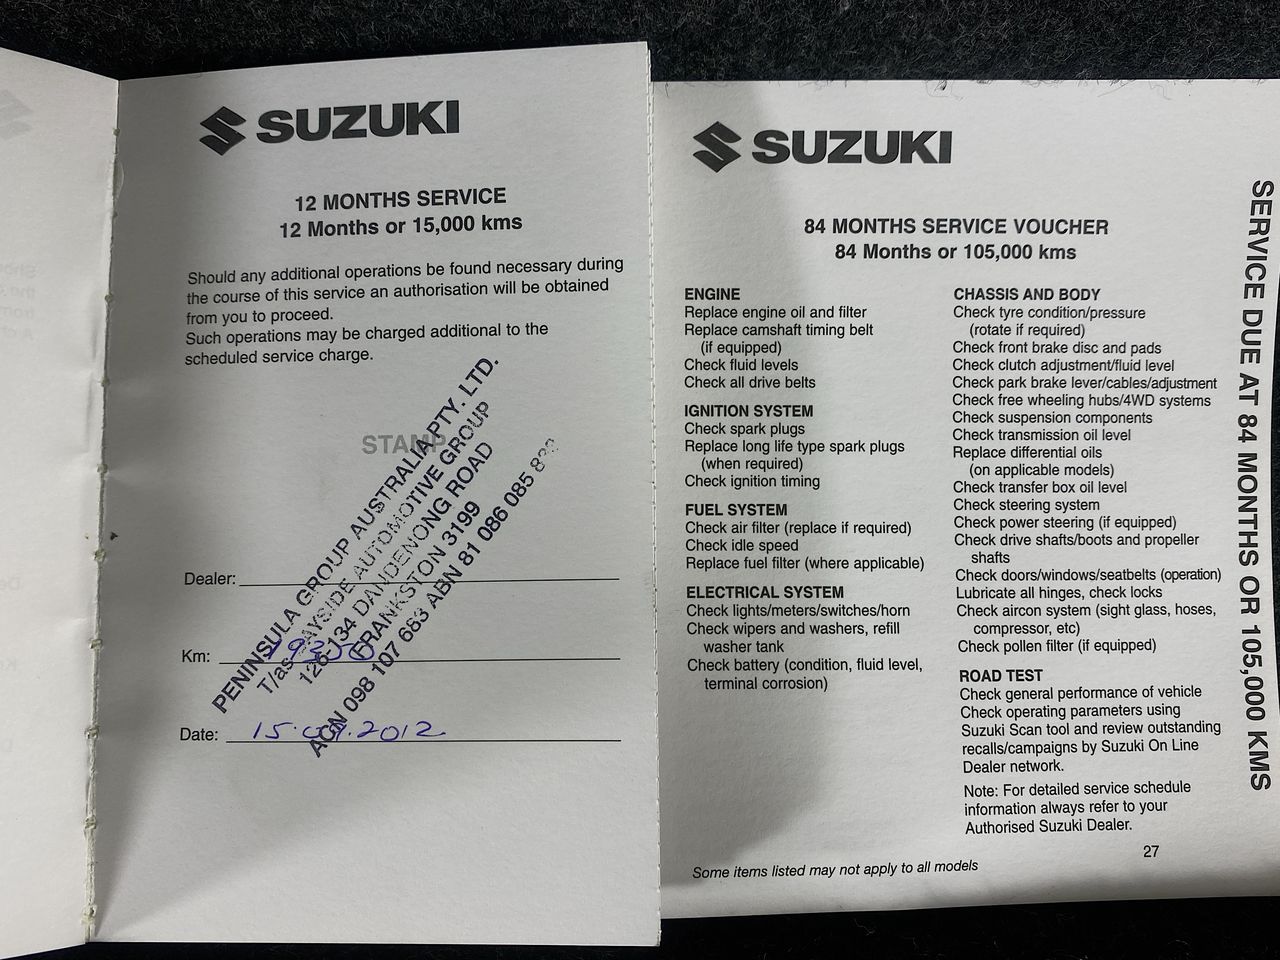 SUZUKI
12 MONTHS SERVICE
12 Months or 15,000 kms
Should any additional operations be found necessary during
the course of this service an authorisation will be obtained
from you to proceed.
Such operations may be charged additional to the
scheduled service charge.
STAMP
PENINSULA GROUP AUSTRALIA PTY. LTD.
T/as BAYSIDE AUTOMOTIVE GROUP
DANDENONG ROAD
FRANKSTON 3199
ACN 098 107 683 ABN 81 086 085
Dealer:
Km:
Date: 2012
SUZUKI
84 MONTHS SERVICE VOUCHER
84 Months or 105,000 kms
ENGINE
Replace engine oil and filter
Replace camshaft timing belt
(if equipped)
Check fluid levels
Check all drive belts
IGNITION SYSTEM
Check spark plugs
Replace long life type spark plugs
(when required)
Check ignition timing
FUEL SYSTEM
Check air filter (replace if required)
Check idle speed
Replace fuel filter (where applicable)
ELECTRICAL SYSTEM
Check lights/meters/switches/horn
Check wipers and washers, refill
washer tank
Check battery (condition, fluid level,
terminal corrosion)
CHASSIS AND BODY
Check tyre condition/pressure
(rotate if required)
Check front brake disc and pads
Check clutch adjustment/fluid level
Check park brake lever/cables/adjustment
Check free wheeling hubs/4WD systems
Check suspension components
Check transmission oil level
Replace differential oils
(on applicable models)
Check transfer box oil level
Check steering system
Check power steering (if equipped)
Check drive shafts/boots and propeller
shafts
Check doors/windows/seatbelts (operation)
Lubricate all hinges, check locks
Check aircon system (sight glass, hoses,
compressor, etc)
Check pollen filter (if equipped)
ROAD TEST
Check general performance of vehicle
Check operating parameters using
Suzuki Scan tool and review outstanding
recalls/campaigns by Suzuki On Line
Dealer network.
Note: For detailed service schedule
information always refer to your
Authorised Suzuki Dealer.
27
Some items listed may not apply to all models
SERVICE DUE AT 84 MONTHS OR 105,000 KMS